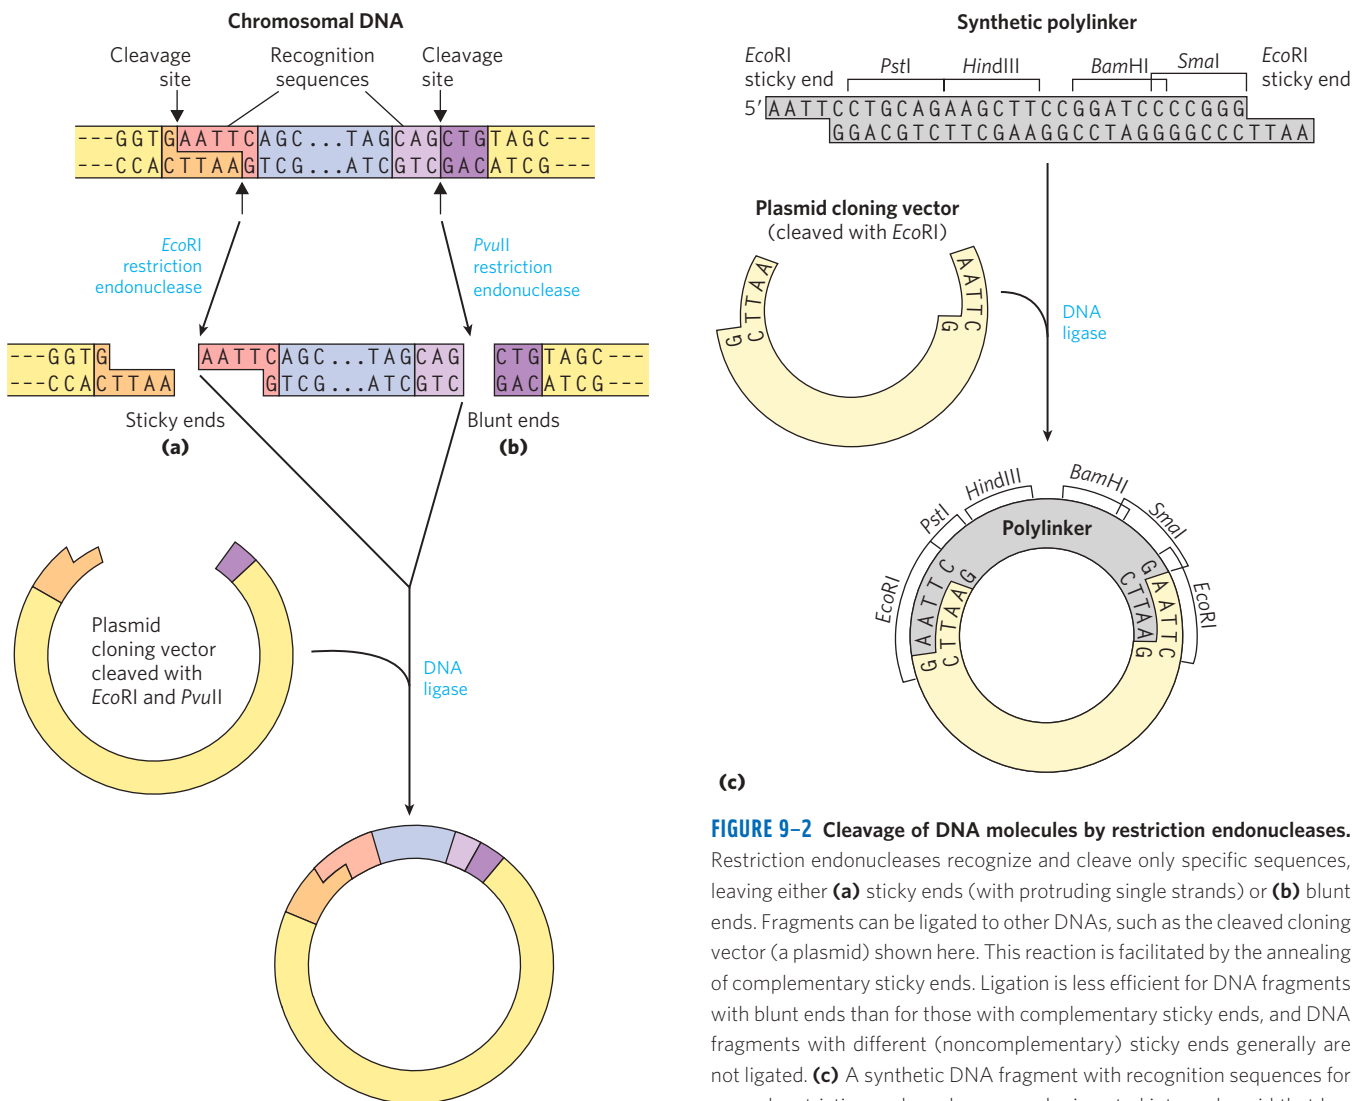 Chromosomal DNA
Cleavage site
Recognition sequences
Cleavage site
---GGTGAATTCAGC...TAGCAGCTGTAGC---
---CCACTTAAGTCG...ATCGTCGACATCG---
EcoRI
restriction
endonuclease
PvuII
restriction
endonuclease
---GGTG
---CCACTTAA
AATTCAGC...TAGCAG
GTCG...ATCGTC
CTGTAGC---
GACATCG---
Sticky ends
(a)
Blunt ends
(b)
Plasmid
cloning vector
cleaved with
EcoRI and PvuII
DNA
ligase
Synthetic polylinker
EcoRI
sticky end
PstI
HindIII
BamHI
SmaI
EcoRI
sticky end
5′ AATTCCTGCAGAAGCTTCCGGATCCCCGGG
GGACGTCTTCGAAGGCCTAGGGGCCCTTAA
Plasmid cloning vector
(cleaved with EcoRI)
GCTTAA
AATTCG
DNA
ligase
EcoRI
PstI
HindIII
BamHI
SmaI
EcoRI
Polylinker
GAATTC
CTTAAG
GAATTC
CTTAAG
(c)
FIGURE 9–2 Cleavage of DNA molecules by restriction endonucleases.
Restriction endonucleases recognize and cleave only specific sequences,
leaving either (a) sticky ends (with protruding single strands) or (b) blunt
ends. Fragments can be ligated to other DNAs, such as the cleaved cloning
vector (a plasmid) shown here. This reaction is facilitated by the annealing
of complementary sticky ends. Ligation is less efficient for DNA fragments
with blunt ends than for those with complementary sticky ends, and DNA
fragments with different (noncomplementary) sticky ends generally are
not ligated. (c) A synthetic DNA fragment with recognition sequences for